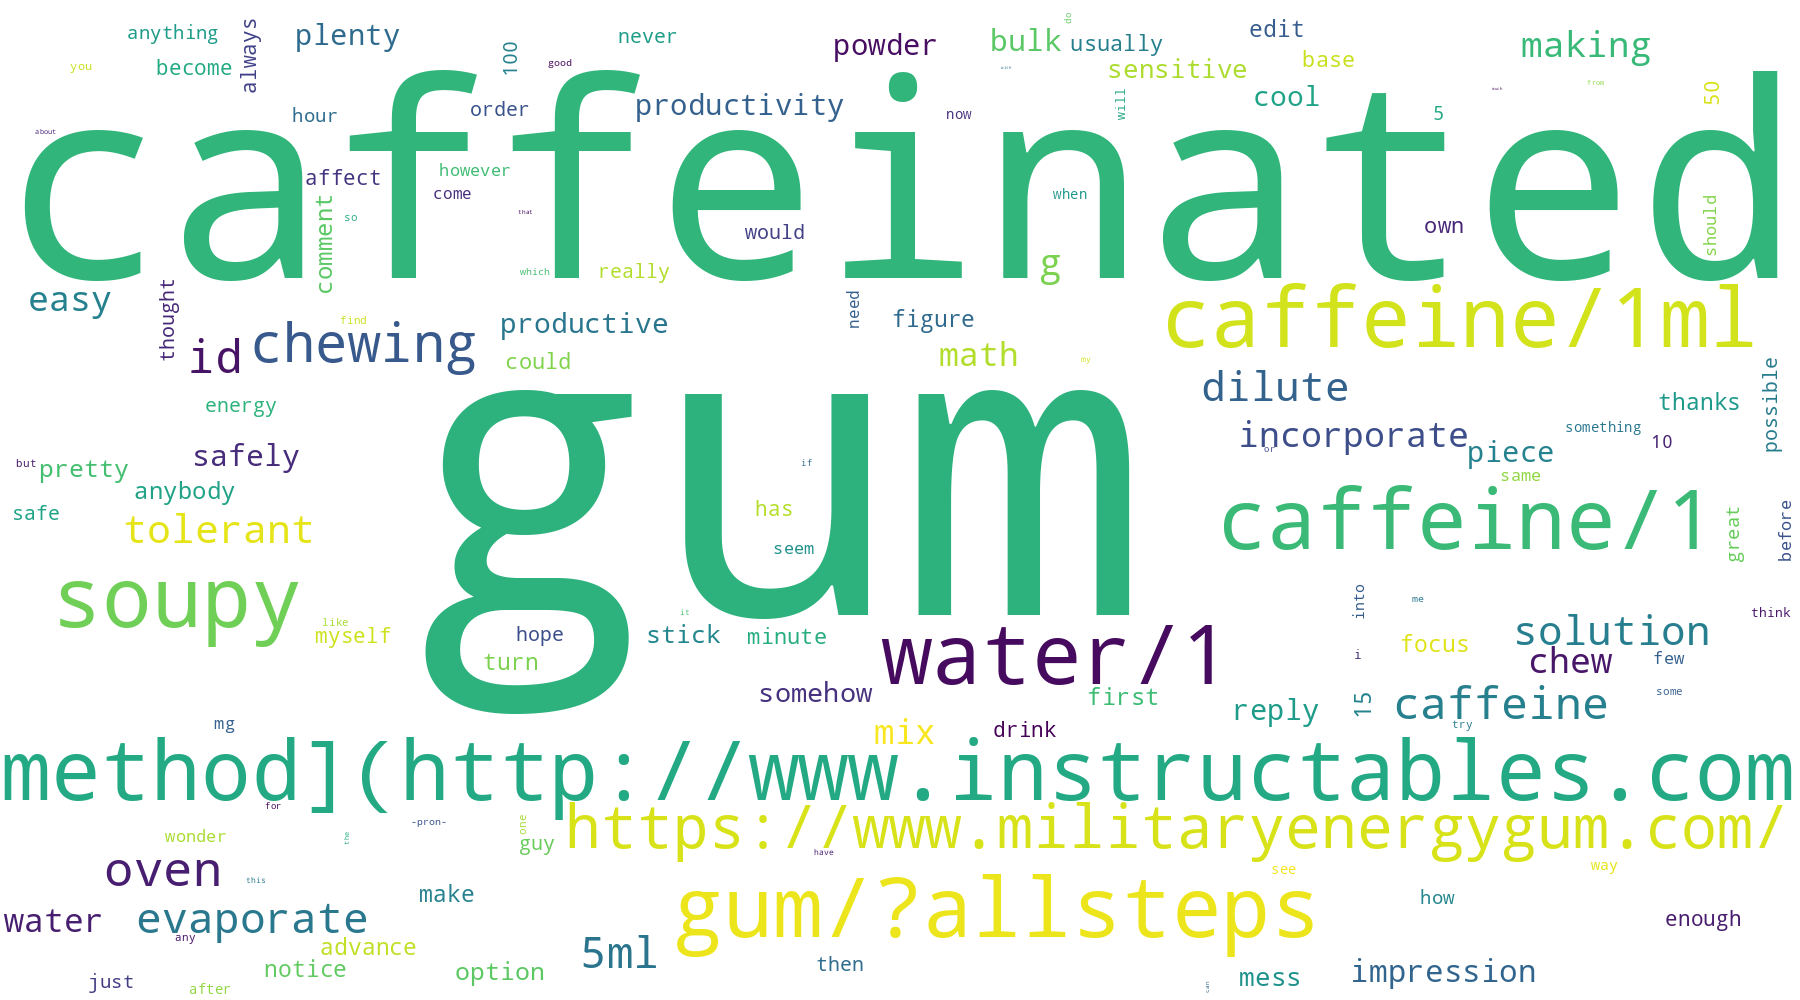 anything
always
plenty
100
never
good
powder
bulk
do
usually
edit
making
you
become
sensitive
base
from
about
hour
order
productivity
now
will
cool
5
50
caffeinated
affect
however
come
comment
so
that
when
own
should
would
which
really
g
easy
thought
id
chewing
find
productive
could
need
figure
math
my
caffeine/1ml
energy
dilute
thanks
possible
incorporate
or
something
10
piece
same
but
pretty
safely
anybody
safe
tolerant
gum
if
has
seem
caffeine/1
great
before
soupy
like
myself
hope
turn
stick
it
minute
water/1
into
me
think
solution
i
focus
chew
few
some
somehow
first
15
caffeine
try
reply
mg
mix
drink
method](http://www.instructables.com
for
-pron-
one
wonder
the
guy
https://www.militaryenergygum.com/
have
oven
this
see
way
make
gum/?allsteps
how
water
evaporate
any
enough
advance
notice
option
5ml
then
just
after
can
mess
impression